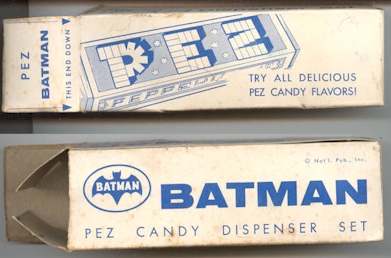 PEZ
BATMAN
THIS END DOWN
PEZ
TRY ALL DELICIOUS
PEZ CANDY FLAVORS!
© Nat'l. Pub., Inc.
BATMAN
BATMAN
PEZ CANDY DISPENSER SET